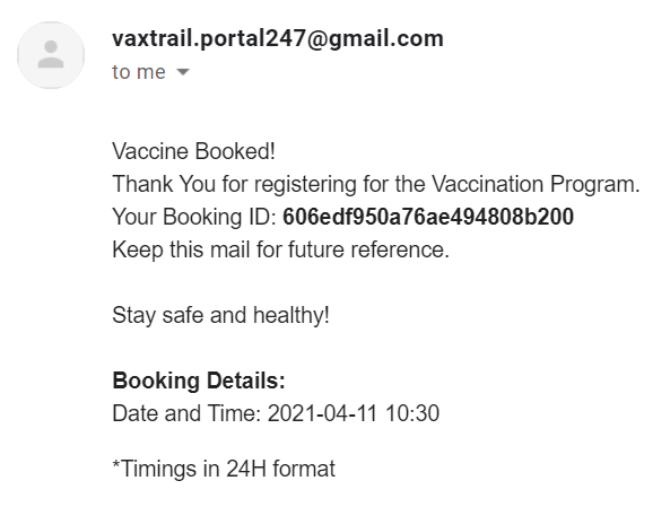 vaxtrail.portal247@gmail.com
to me
Vaccine Booked!
Thank You for registering for the Vaccination Program.
Your Booking ID: 606edf950a76ae494808b200
Keep this mail for future reference.
Stay safe and healthy!
Booking Details:
Date and Time: 2021-04-11 10:30
*Timings in 24H format